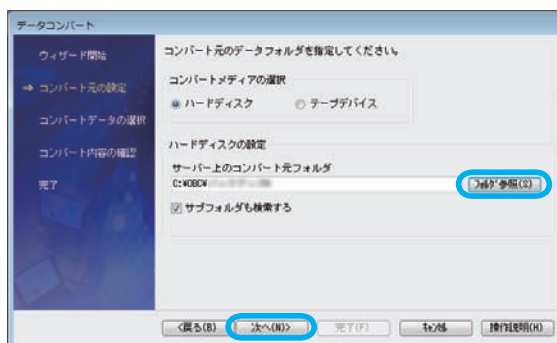 データコンバート
ウィザード開始
→ コンバート元の設定
コンバートデータの選択
コンバート内容の確認
完了
コンバート元のデータフォルダを指定してください。
コンバートメディアの選択
ハードディスク
テープデバイス
ハードディスクの設定
サーバー上のコンバート元フォルダ
C:¥OBC¥
ﾌｫﾙﾀﾞ参照(S)
サブフォルダも検索する
<戻る(B)
次へ(N)>
完了(F)
ｷｬﾝｾﾙ
操作説明(H)